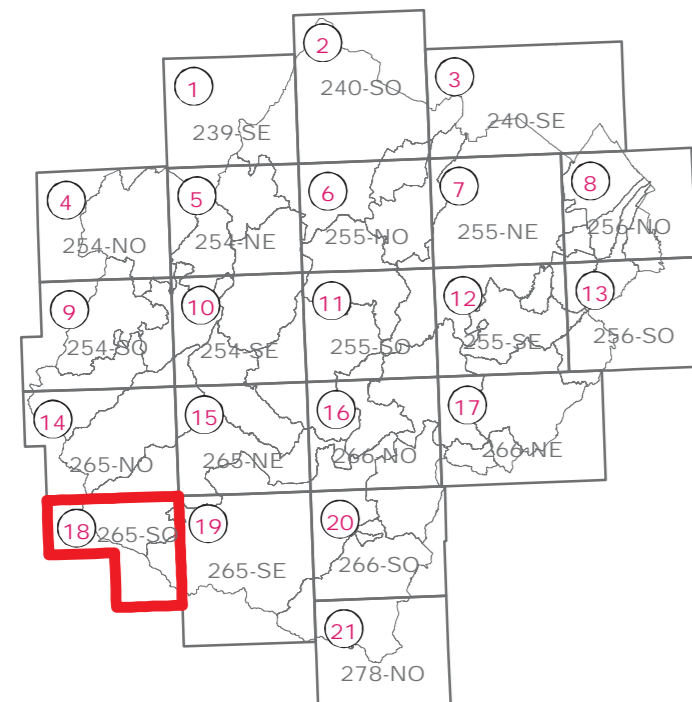 1
239-SE
2
240-SO
3
240-SE
4
254-NO
5
254-NE
6
255-NO
7
255-NE
8
256-NO
9
254-SO
10
254-SE
11
255-SO
12
255-SE
13
256-SO
14
265-NO
15
265-NE
16
266-NO
17
266-NE
18
265-SO
19
265-SE
20
266-SO
21
278-NO